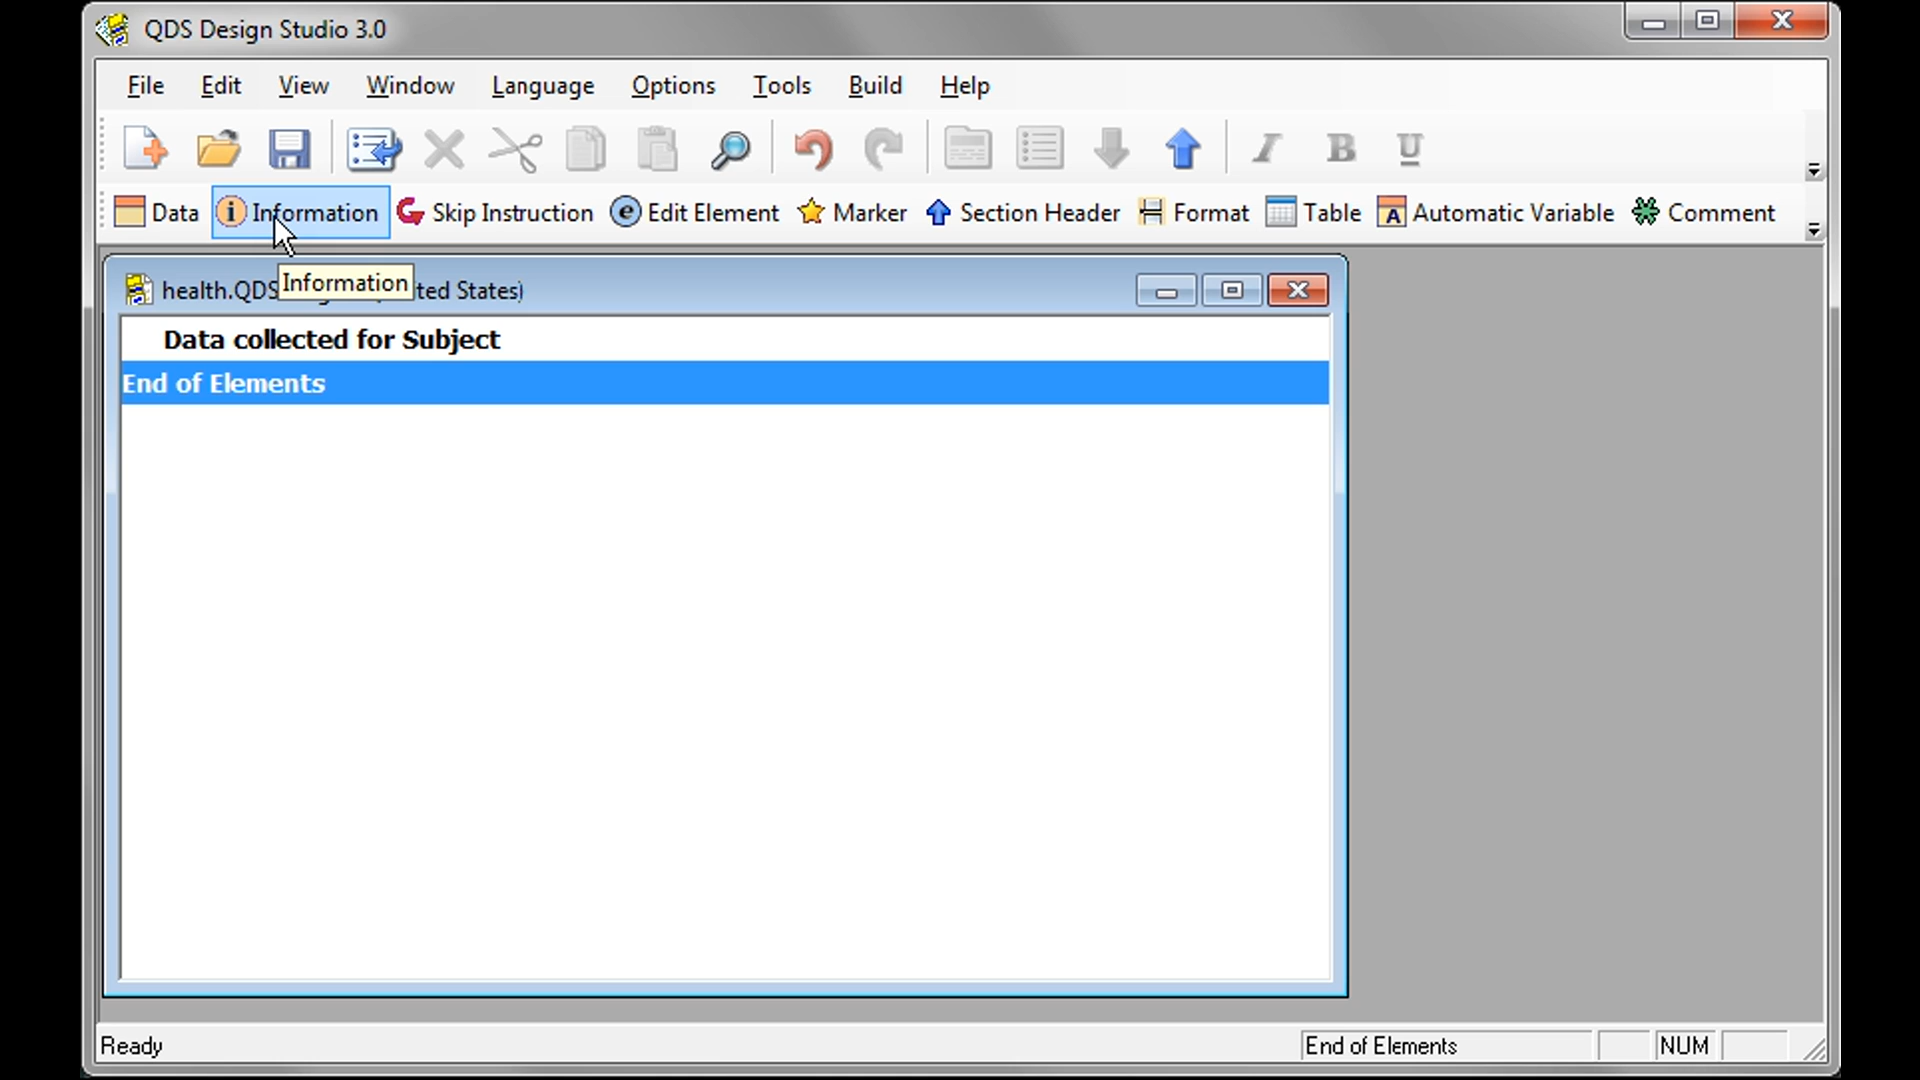 QDS Design Studio 3.0
File Edit View Window Language Options Tools Build Help
I B U
Data Information Skip Instruction Edit Element Marker Section Header Format Table Automatic Variable Comment
Information
health.QDS ted States)
Data collected for Subject
End of Elements
Ready End of Elements NUM